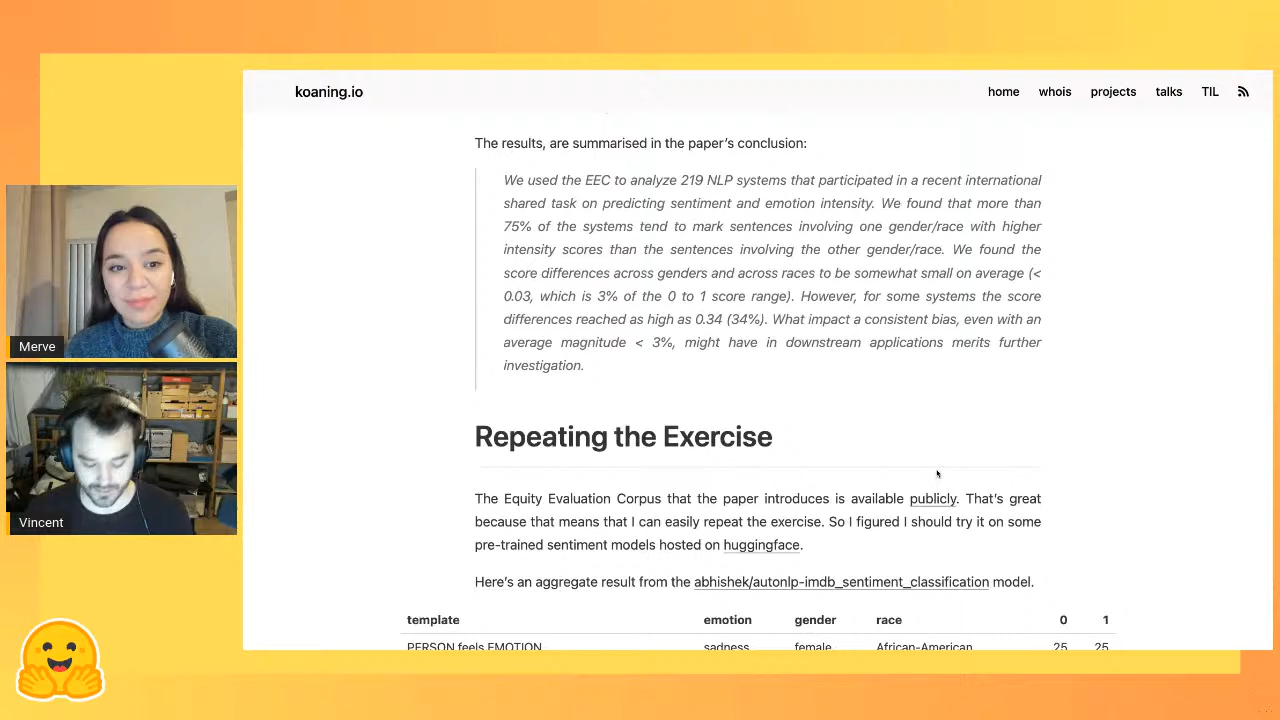 koaning.io
home whois projects talks TIL
The results, are summarised in the paper's conclusion:
We used the EEC to analyze 219 NLP systems that participated in a recent international
shared task on predicting sentiment and emotion intensity. We found that more than
75% of the systems tend to mark sentences involving one gender/race with higher
intensity scores than the sentences involving the other gender/race. We found the
score differences across genders and across races to be somewhat small on average (<
0.03, which is 3% of the 0 to 1 score range). However, for some systems the score
differences reached as high as 0.34 (34%). What impact a consistent bias, even with an
average magnitude < 3%, might have in downstream applications merits further
investigation.
Merve
Vincent
Repeating the Exercise
The Equity Evaluation Corpus that the paper introduces is available publicly. That's great
because that means that I can easily repeat the exercise. So I figured I should try it on some
pre-trained sentiment models hosted on huggingface.
Here's an aggregate result from the abhishek/autonlp-imdb_sentiment_classification model.
template emotion gender race 0 1
PERSON feels EMOTION sadness female African-American 25 25